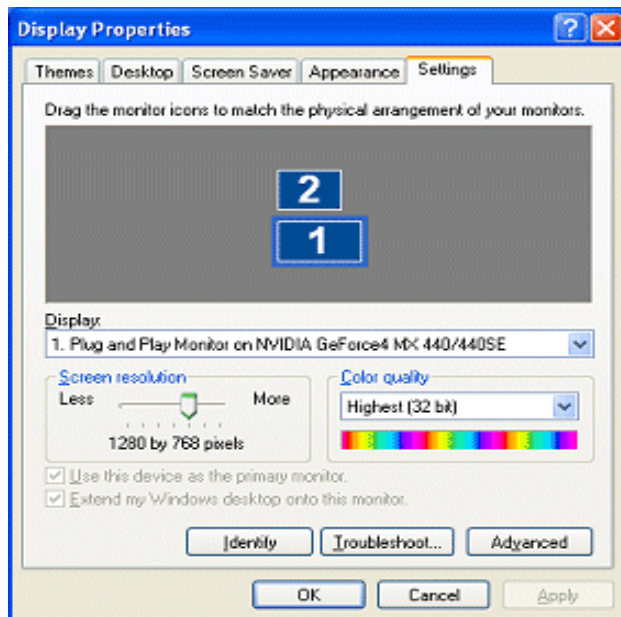 Display Properties
Themes Desktop Screen Saver Appearance Settings
Drag the monitor icons to match the physical arrangement of your monitors.
2
1
Display:
1. Plug and Play Monitor on NVIDIA GeForce4 MX 440/440SE
Screen resolution
Less More
1280 by 768 pixels
Color quality
Highest (32 bit)
Use this device as the primary monitor.
Extend my Windows desktop onto this monitor.
Identify Troubleshoot... Advanced
OK Cancel Apply